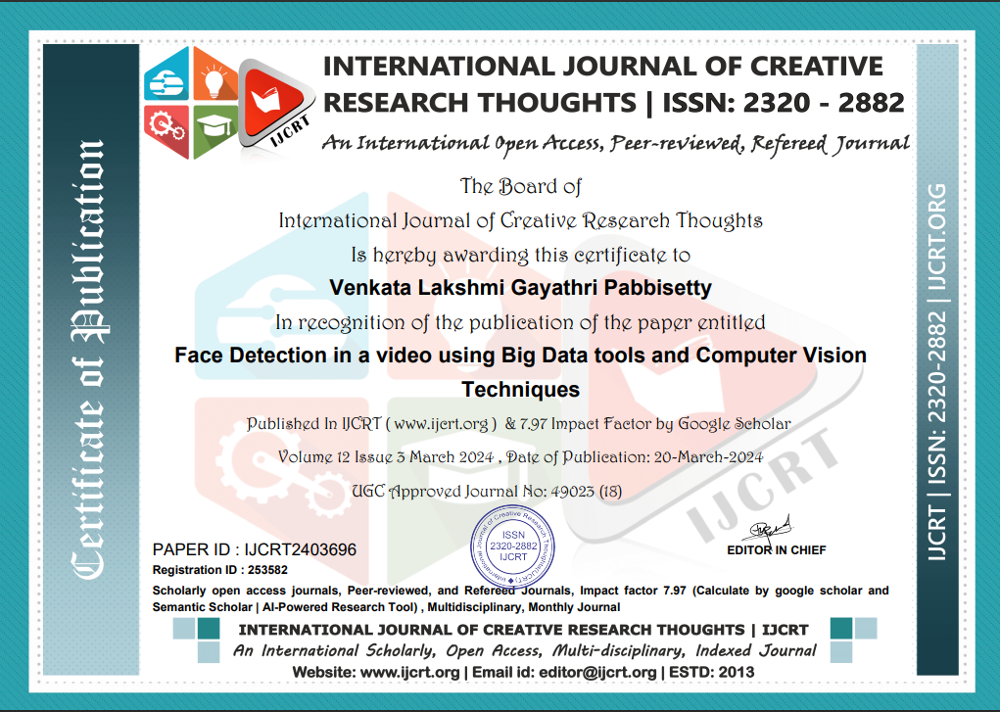 Certificate of Publication
IJCRT
INTERNATIONAL JOURNAL OF CREATIVE
RESEARCH THOUGHTS | ISSN: 2320 - 2882
An International Open Access, Peer-reviewed, Refereed Journal
The Board of
International Journal of Creative Research Thoughts
Is hereby awarding this certificate to
Venkata Lakshmi Gayathri Pabbisetty
In recognition of the publication of the paper entitled
Face Detection in a video using Big Data tools and Computer Vision
Techniques
Published In IJCRT ( www.ijcrt.org ) & 7.97 Impact Factor by Google Scholar
Volume 12 Issue 3 March 2024 , Date of Publication: 20-March-2024
UGC Approved Journal No: 49023 (18)
IJCRT
International Journal of Creative Research Thoughts (IJCRT)
ISSN
2320-2882
IJCRT
PAPER ID : IJCRT2403696
Registration ID : 253582
EDITOR IN CHIEF
Scholarly open access journals, Peer-reviewed, and Refereed Journals, Impact factor 7.97 (Calculate by google scholar and
Semantic Scholar | AI-Powered Research Tool) , Multidisciplinary, Monthly Journal
INTERNATIONAL JOURNAL OF CREATIVE RESEARCH THOUGHTS | IJCRT
An International Scholarly, Open Access, Multi-disciplinary, Indexed Journal
Website: www.ijcrt.org | Email id: editor@ijcrt.org | ESTD: 2013
IJCRT | ISSN: 2320-2882 | IJCRT.ORG